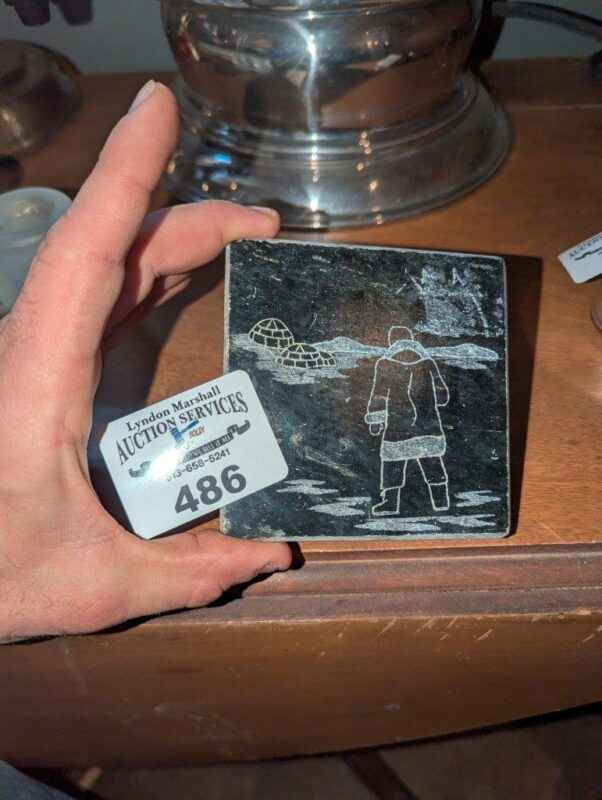 Lyndon Marshall
AUCTION SERVICES
613-658-5241
486